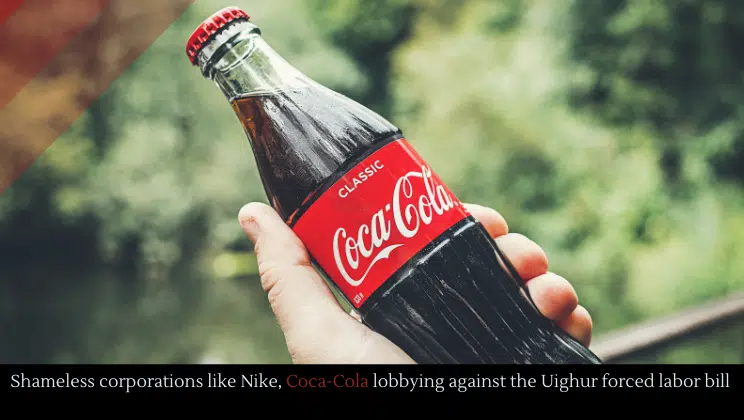 CLASSIC
Coca-Cola
Shameless corporations like Nike, Coca-Cola lobbying against the Uighur forced labor bill